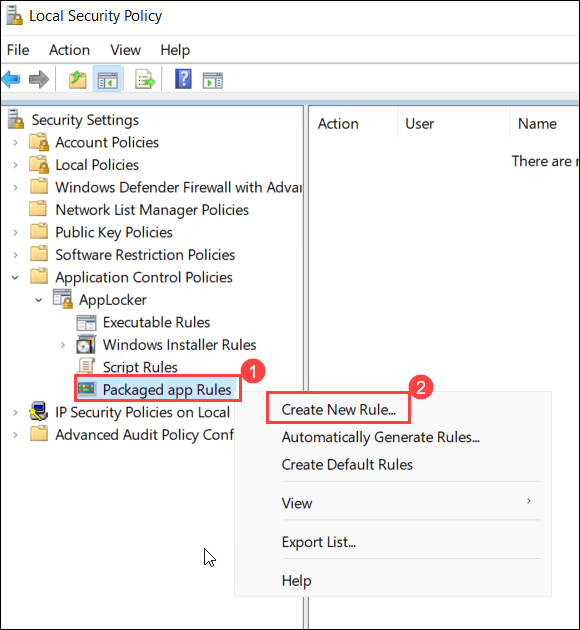 Local Security Policy
File Action View Help
Action User Name
There are n
Security Settings
Account Policies
Local Policies
Windows Defender Firewall with Advan
Network List Manager Policies
Public Key Policies
Software Restriction Policies
Application Control Policies
AppLocker
Executable Rules
Windows Installer Rules
Script Rules
1
Packaged app Rules
IP Security Policies on Local
Advanced Audit Policy Conf
2
Create New Rule...
Automatically Generate Rules...
Create Default Rules
View
Export List...
Help